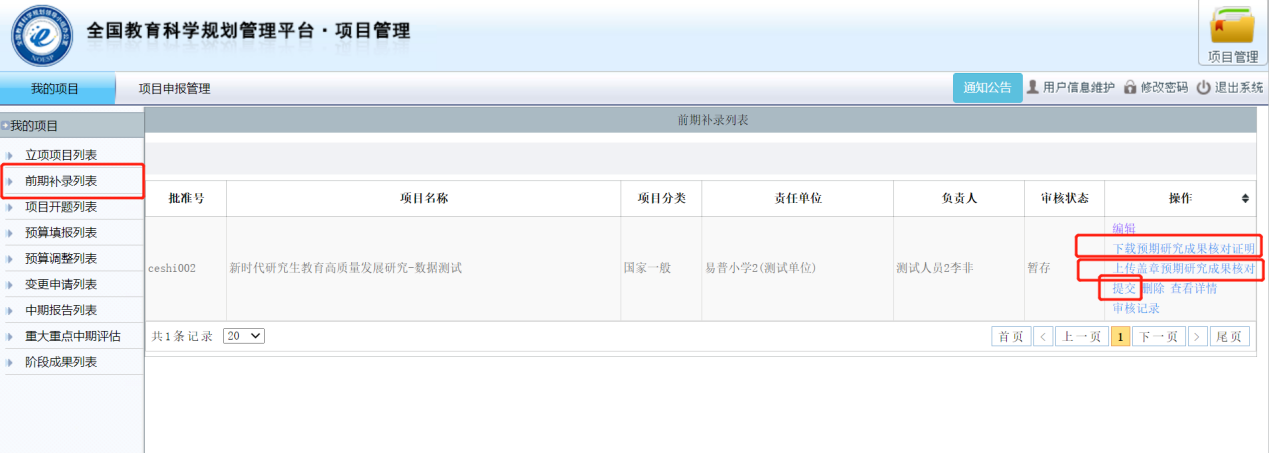 全国教育科学规划管理平台·项目管理
项目管理
我的项目 项目申报管理 通知公告 用户信息维护 修改密码 退出系统
我的项目
立项项目列表
前期补录列表
项目开题列表
预算填报列表
预算调整列表
变更申请列表
中期报告列表
重大重点中期评估
阶段成果列表
前期补录列表
批准号 项目名称 项目分类 责任单位 负责人 审核状态 操作
ceshi002 新时代研究生教育高质量发展研究-数据测试 国家一般 易普小学2(测试单位) 测试人员2李非 暂存
编辑
下载预期研究成果核对证明
上传盖章预期研究成果核对
提交 删除 查看详情
审核记录
共1条记录 20 首页 < 上一页 1 下一页 > 尾页